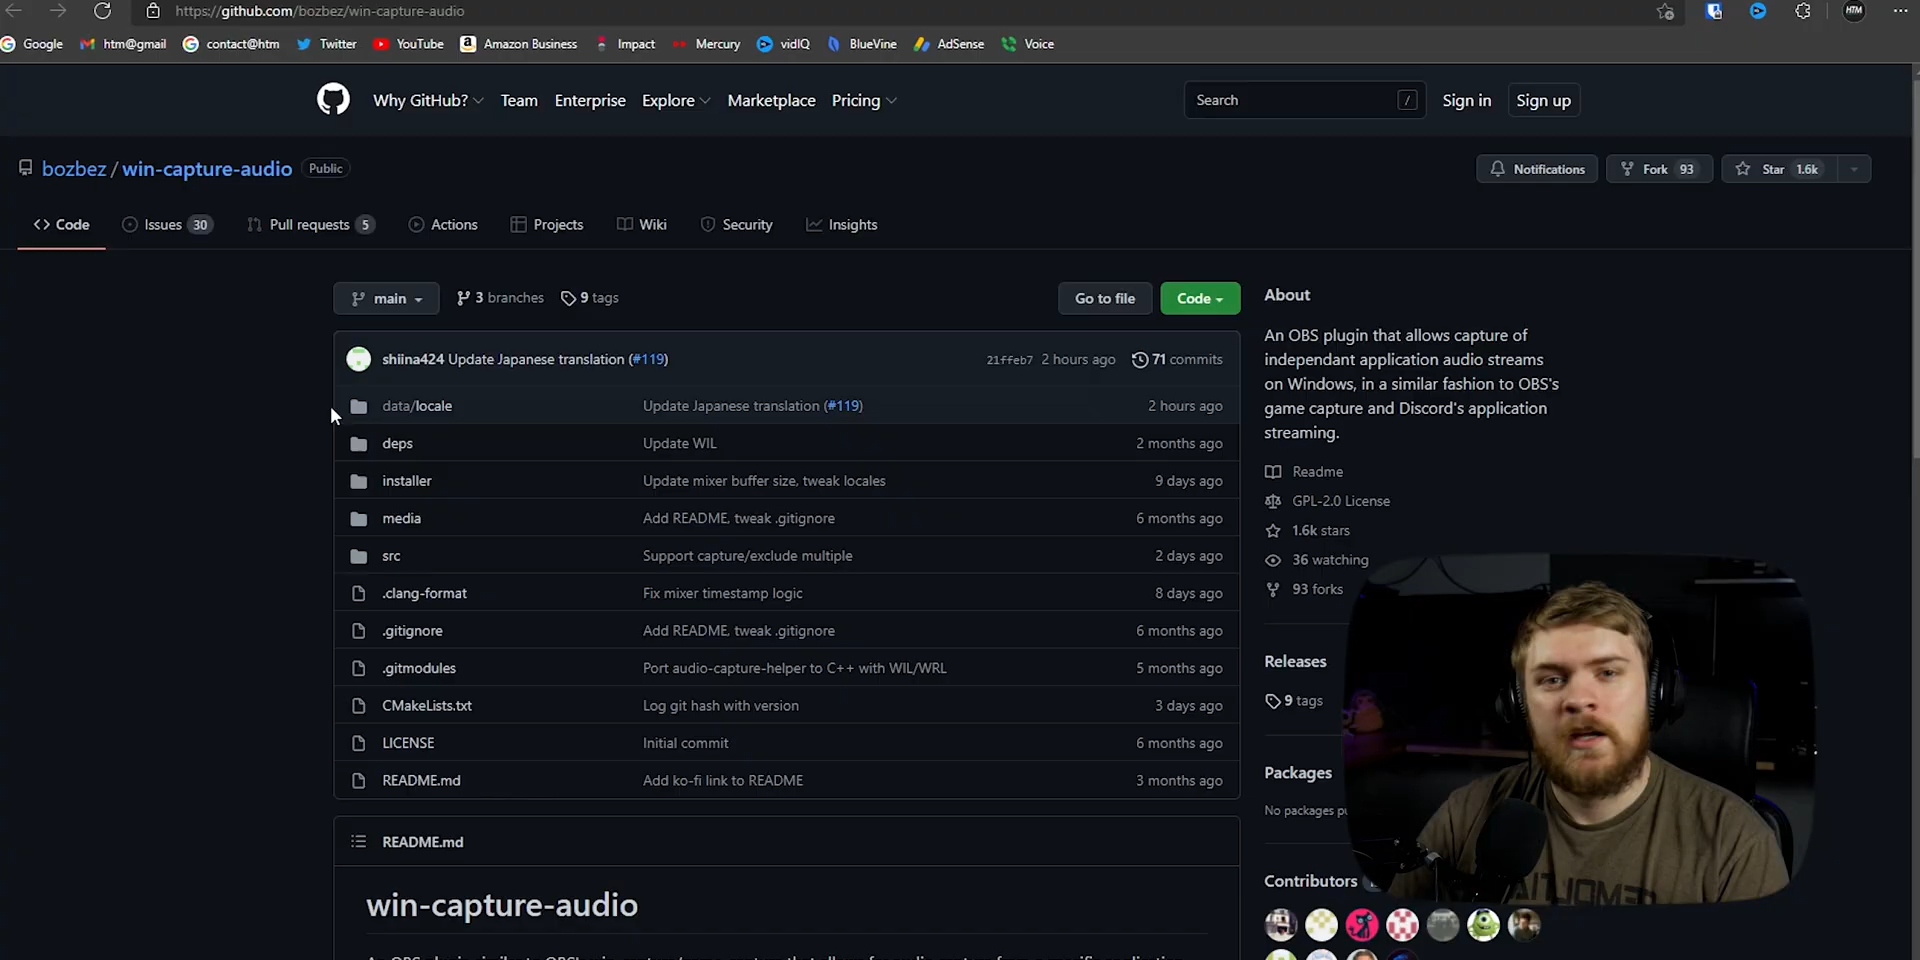 https://github.com/bozbez/win-capture-audio
HTM
Google
htm@gmail
contact@htm
Twitter
YouTube
Amazon Business
Impact
Mercury
vidIQ
BlueVine
AdSense
Voice
Why GitHub?
Team
Enterprise
Explore
Marketplace
Pricing
Search
/
Sign in
Sign up
bozbez / win-capture-audio
Public
Notifications
Fork 93
Star 1.6k
<> Code
Issues 30
Pull requests 5
Actions
Projects
Wiki
Security
Insights
main
3 branches
9 tags
Go to file
Code
About
An OBS plugin that allows capture of
independant application audio streams
on Windows, in a similar fashion to OBS's
game capture and Discord's application
streaming.
shiina424 Update Japanese translation (#119)
21ffeb7 2 hours ago
71 commits
data/locale
Update Japanese translation (#119)
2 hours ago
deps
Update WIL
2 months ago
installer
Update mixer buffer size, tweak locales
9 days ago
media
Add README, tweak .gitignore
6 months ago
src
Support capture/exclude multiple
2 days ago
.clang-format
Fix mixer timestamp logic
8 days ago
.gitignore
Add README, tweak .gitignore
6 months ago
.gitmodules
Port audio-capture-helper to C++ with WIL/WRL
5 months ago
CMakeLists.txt
Log git hash with version
3 days ago
LICENSE
Initial commit
6 months ago
README.md
Add ko-fi link to README
3 months ago
Readme
GPL-2.0 License
1.6k stars
36 watching
93 forks
Releases
9 tags
Packages
No packages
Contributors
README.md
win-capture-audio